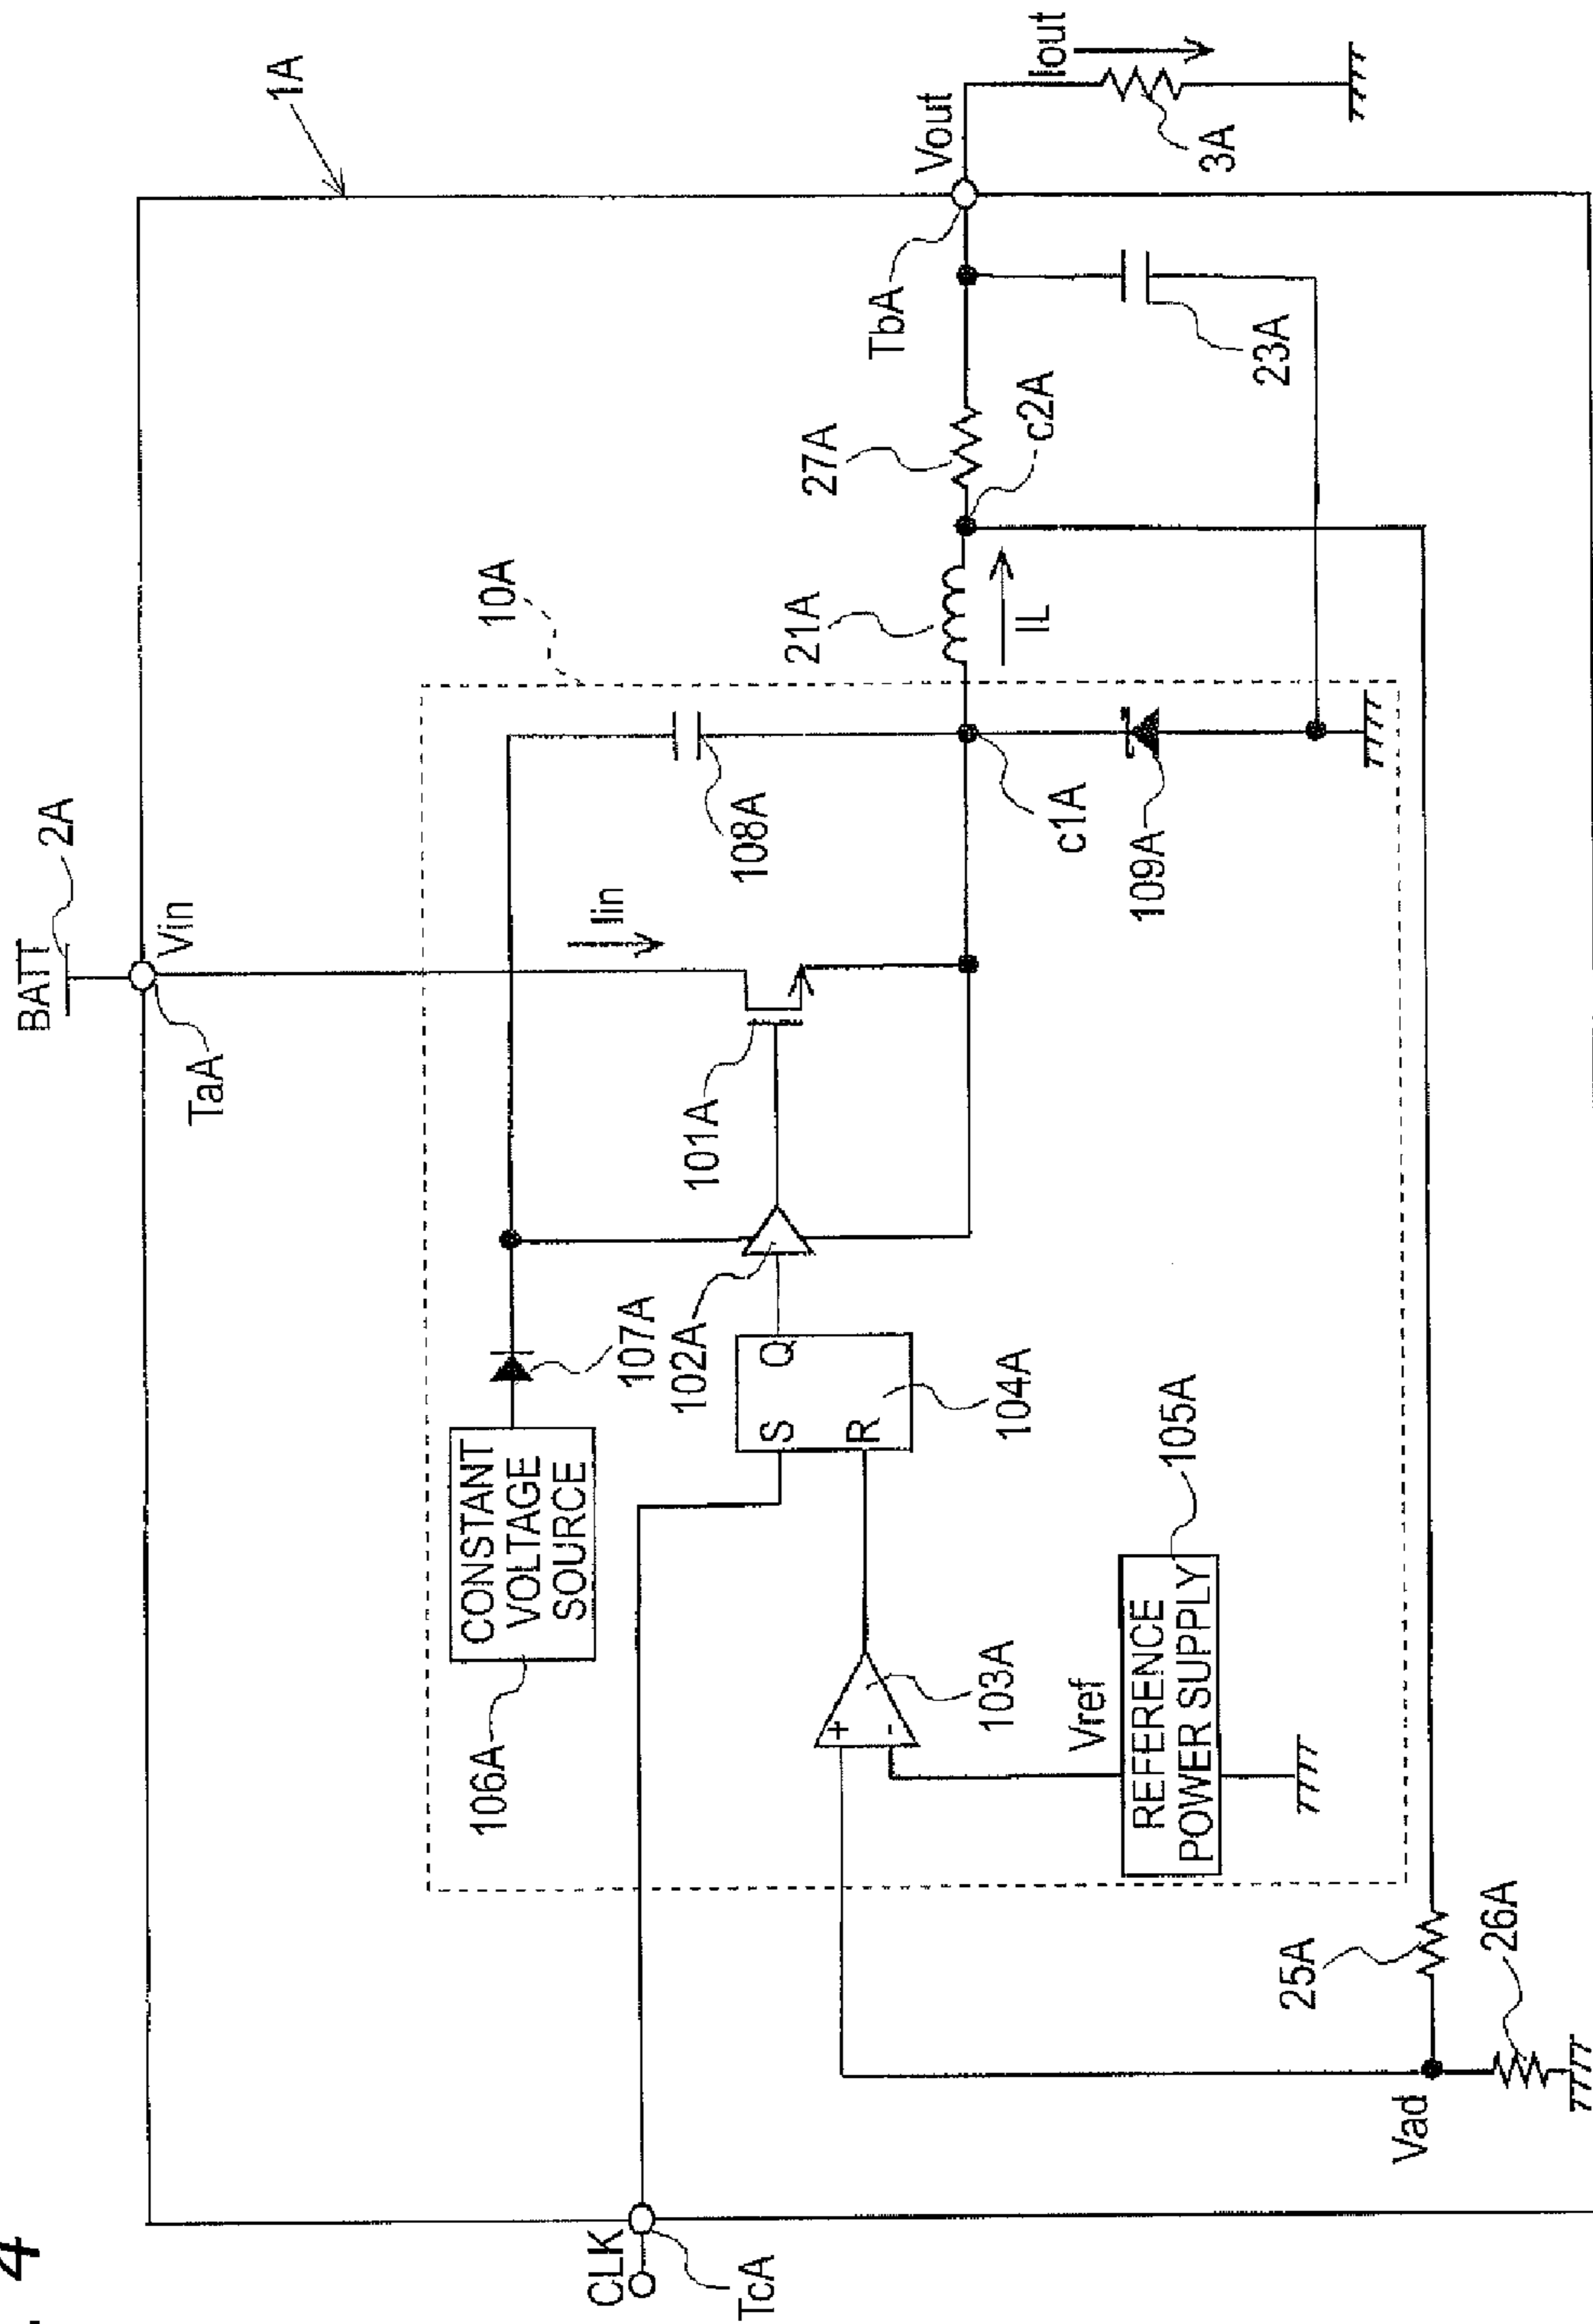 4
BATT
2A
Vin
TaA
1A
CLK
TcA
10A
Iin
CONSTANT
VOLTAGE
SOURCE
106A
107A
102A
101A
108A
S
Q
R
104A
103A
+
-
Vref
REFERENCE
POWER SUPPLY
105A
c1A
109A
21A
IL
27A
c2A
TbA
Vout
23A
Iout
3A
Vad
25A
26A